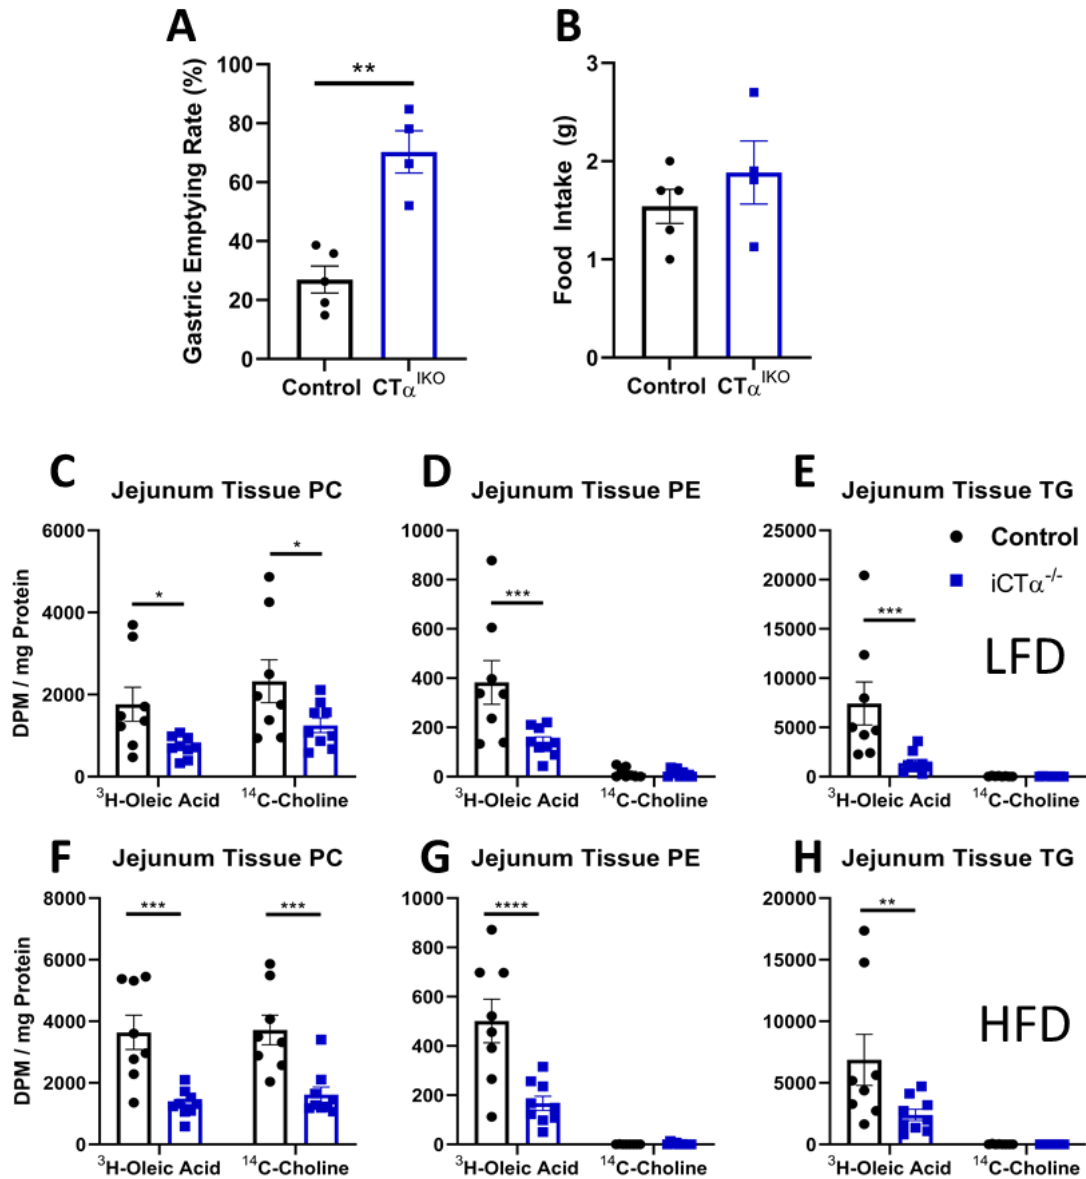 A
B
Gastric Emptying Rate (%)
100
80
60
40
20
0
**
Control CTα^IKO
Food Intake (g)
3
2
1
0
Control CTα^IKO
C Jejunum Tissue PC
D Jejunum Tissue PE
E Jejunum Tissue TG
DPM / mg Protein
6000
4000
2000
0
*
*
³H-Oleic Acid ¹⁴C-Choline
1000
800
600
400
200
0
***
³H-Oleic Acid ¹⁴C-Choline
25000
20000
15000
10000
5000
0
***
Control
iCTα⁻/⁻
LFD
³H-Oleic Acid ¹⁴C-Choline
F Jejunum Tissue PC
G Jejunum Tissue PE
H Jejunum Tissue TG
DPM / mg Protein
8000
6000
4000
2000
0
***
***
³H-Oleic Acid ¹⁴C-Choline
1000
800
600
400
200
0
****
³H-Oleic Acid ¹⁴C-Choline
20000
15000
10000
5000
0
**
HFD
³H-Oleic Acid ¹⁴C-Choline